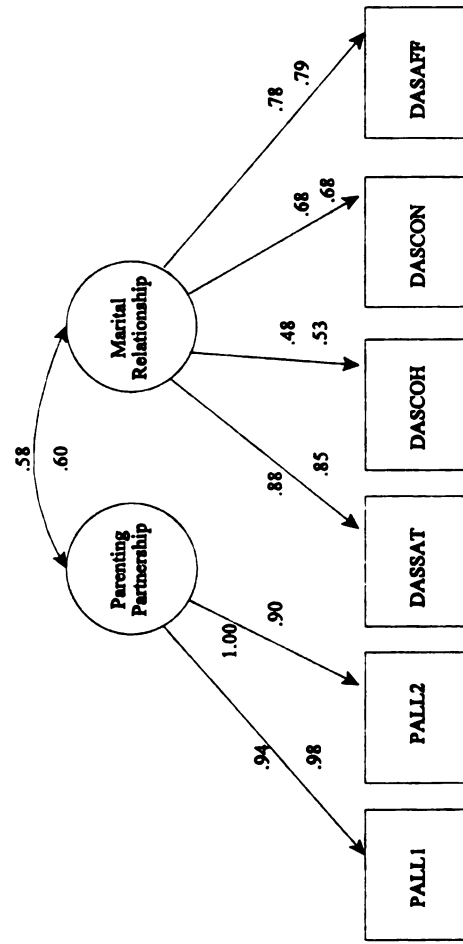 .58
.60
Parenting
Partnership
Marital
Relationship
.94
.98
1.00
.90
.88
.85
.48
.53
.68
.68
.78
.79
PALL1
PALL2
DASSAT
DASCOH
DASCON
DASAFF